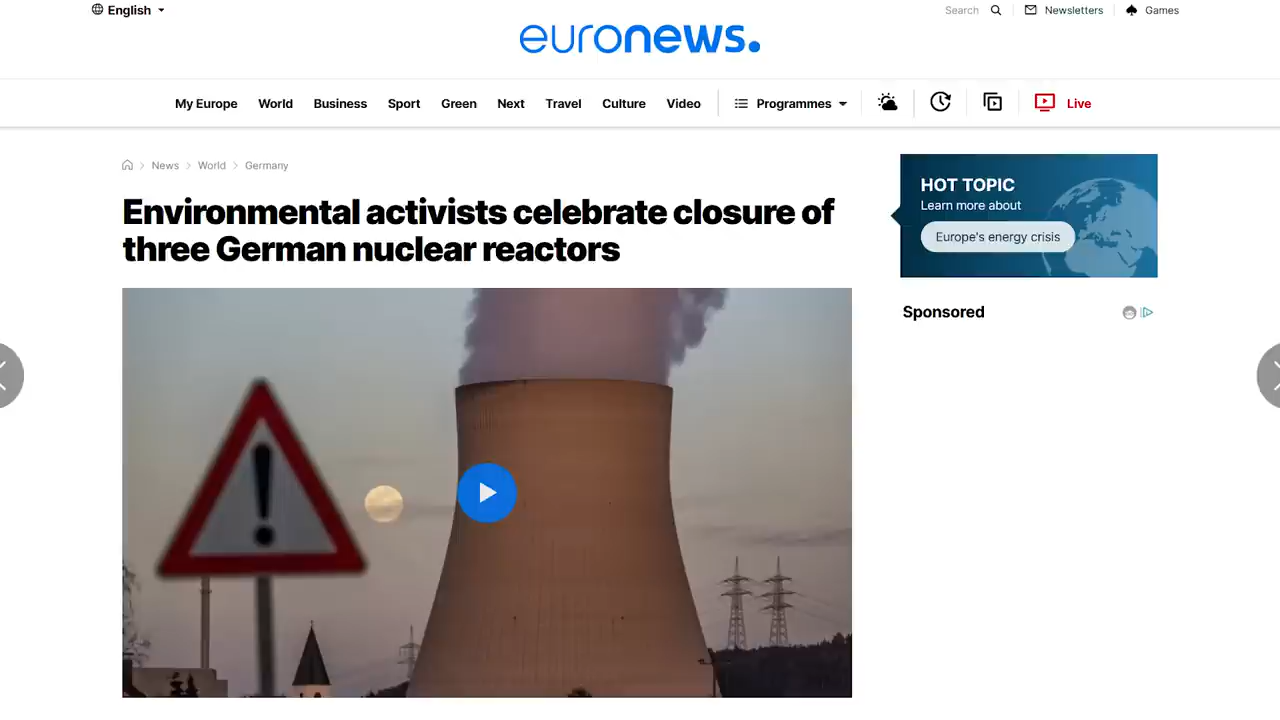 English
Search
Newsletters
Games
euronews.
My Europe World Business Sport Green Next Travel Culture Video Programmes Live
News World Germany
Environmental activists celebrate closure of
three German nuclear reactors
HOT TOPIC
Learn more about
Europe's energy crisis
Sponsored